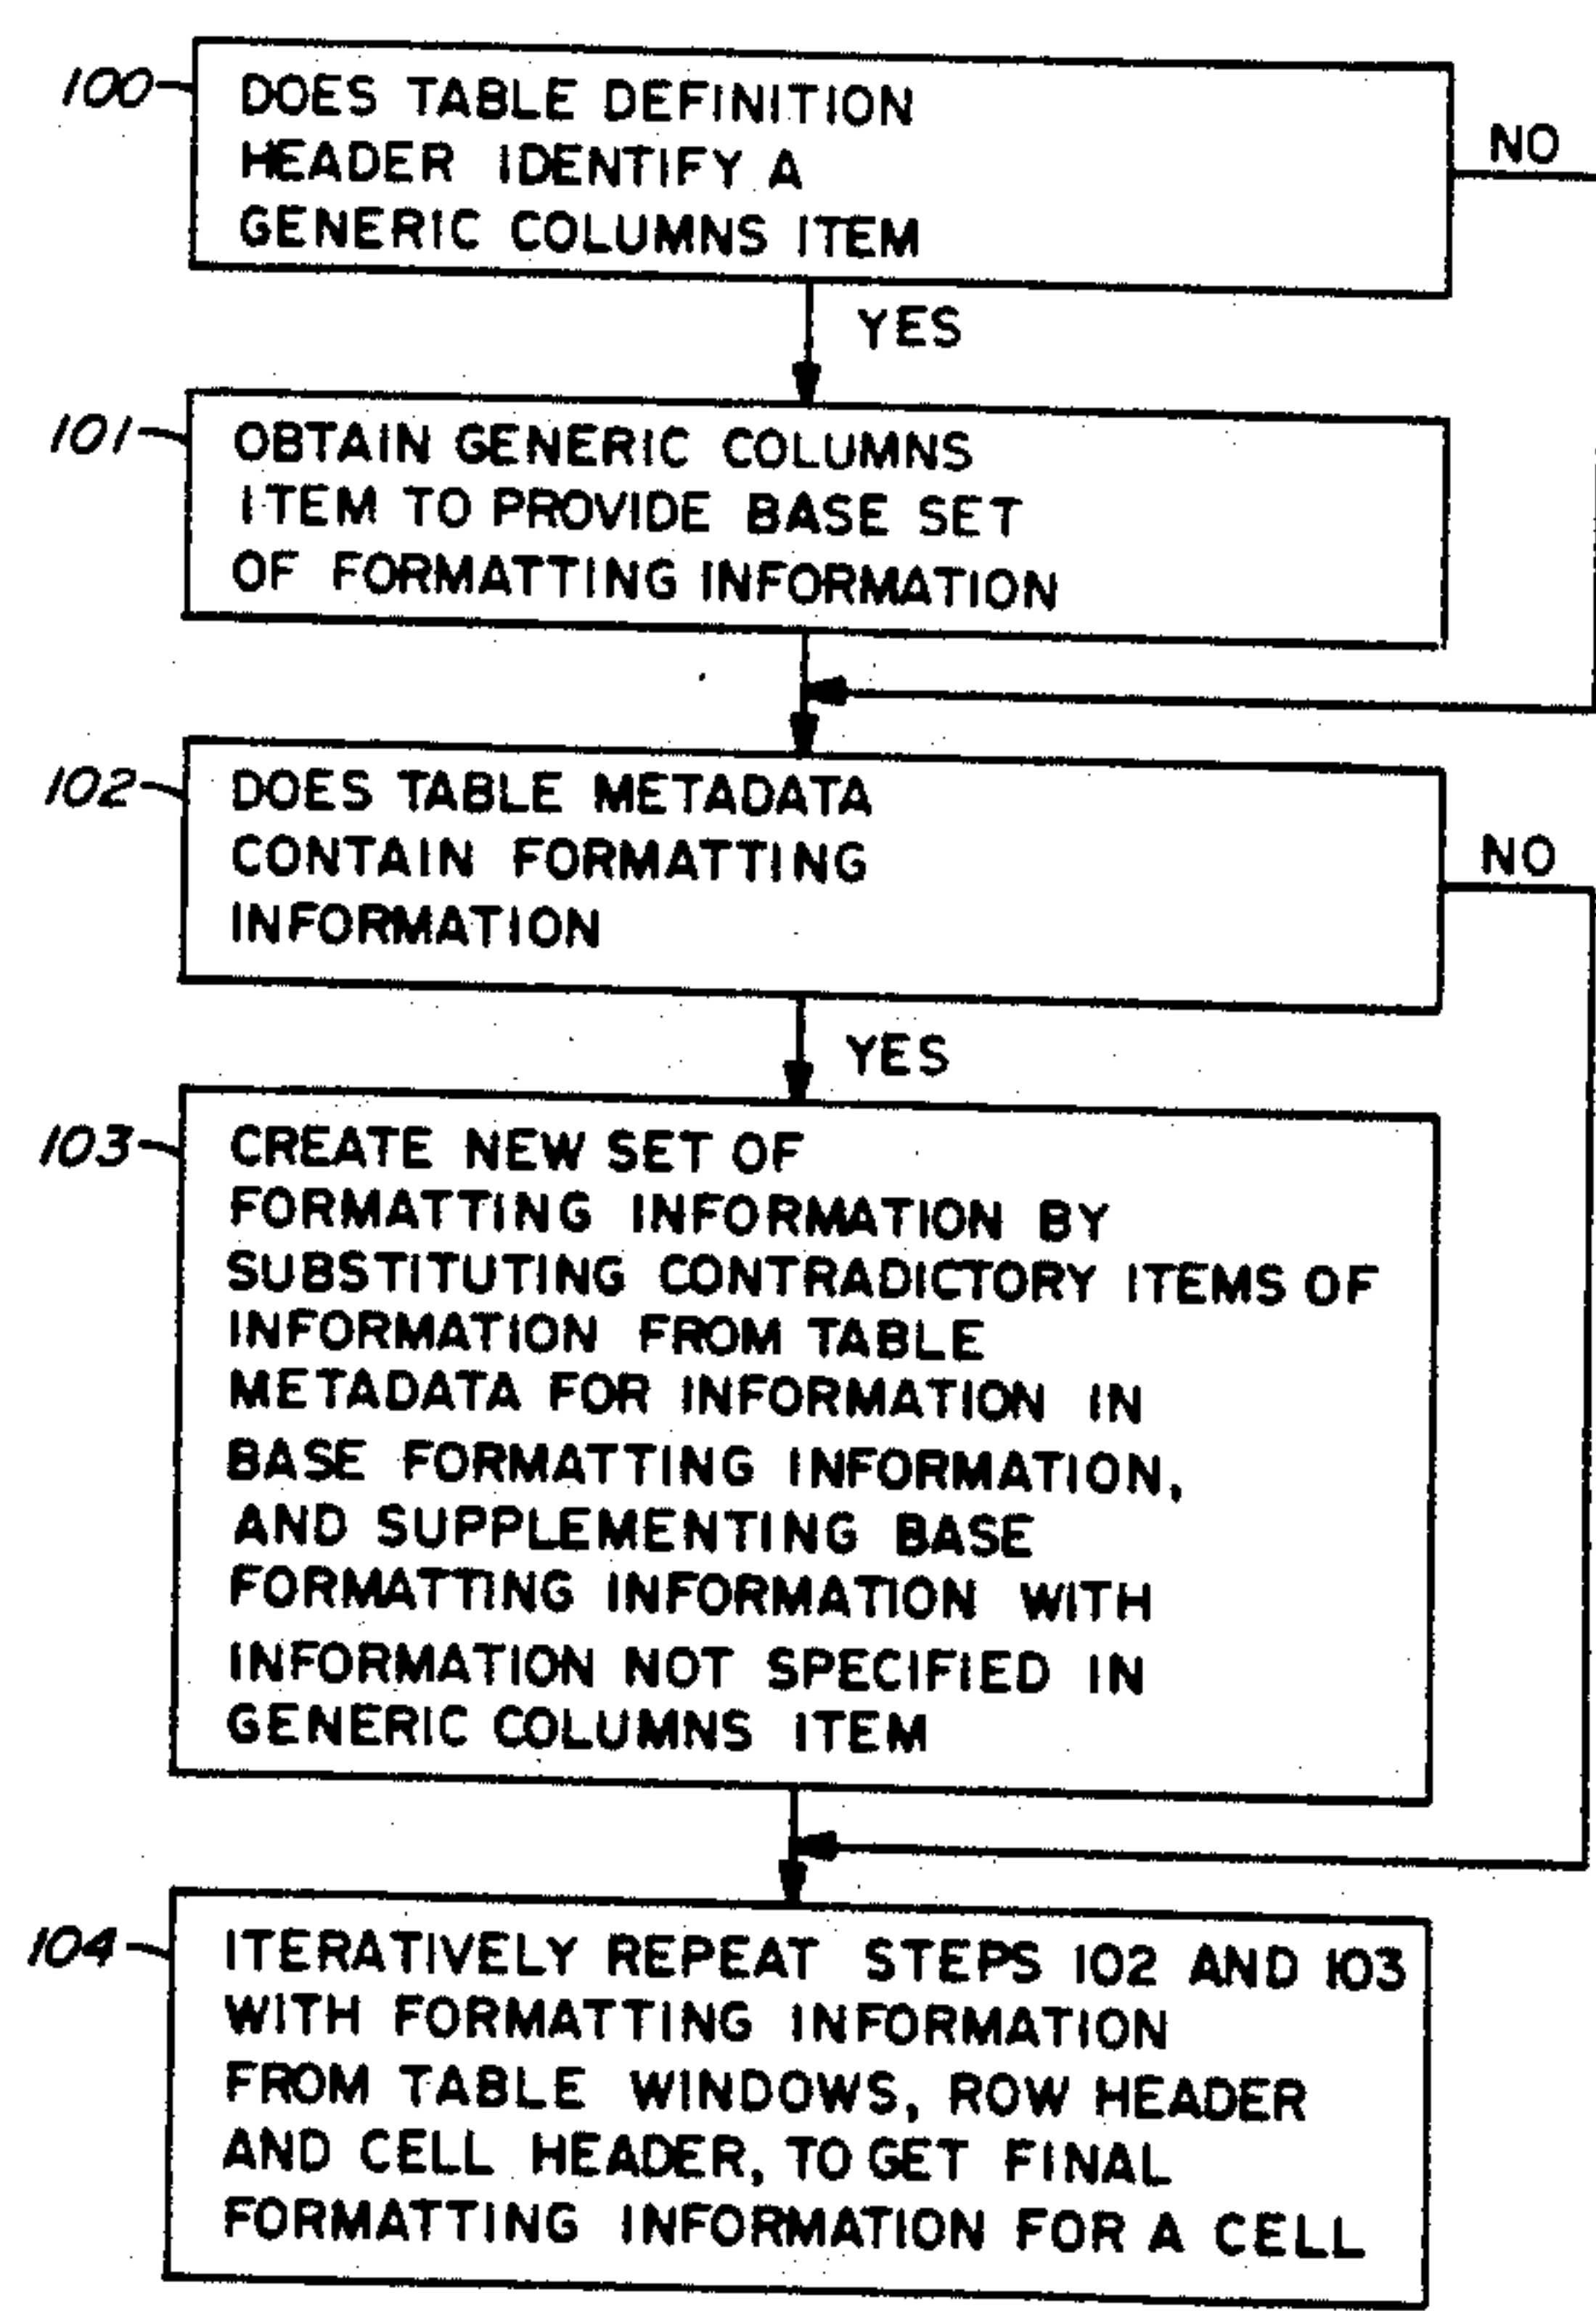 100
DOES TABLE DEFINITION
HEADER IDENTIFY A
GENERIC COLUMNS ITEM
NO
YES
101
OBTAIN GENERIC COLUMNS
ITEM TO PROVIDE BASE SET
OF FORMATTING INFORMATION
102
DOES TABLE METADATA
CONTAIN FORMATTING
INFORMATION
NO
YES
103
CREATE NEW SET OF
FORMATTING INFORMATION BY
SUBSTITUTING CONTRADICTORY ITEMS OF
INFORMATION FROM TABLE
METADATA FOR INFORMATION IN
BASE FORMATTING INFORMATION,
AND SUPPLEMENTING BASE
FORMATTING INFORMATION WITH
INFORMATION NOT SPECIFIED IN
GENERIC COLUMNS ITEM
104
ITERATIVELY REPEAT STEPS 102 AND 103
WITH FORMATTING INFORMATION
FROM TABLE WINDOWS, ROW HEADER
AND CELL HEADER, TO GET FINAL
FORMATTING INFORMATION FOR A CELL